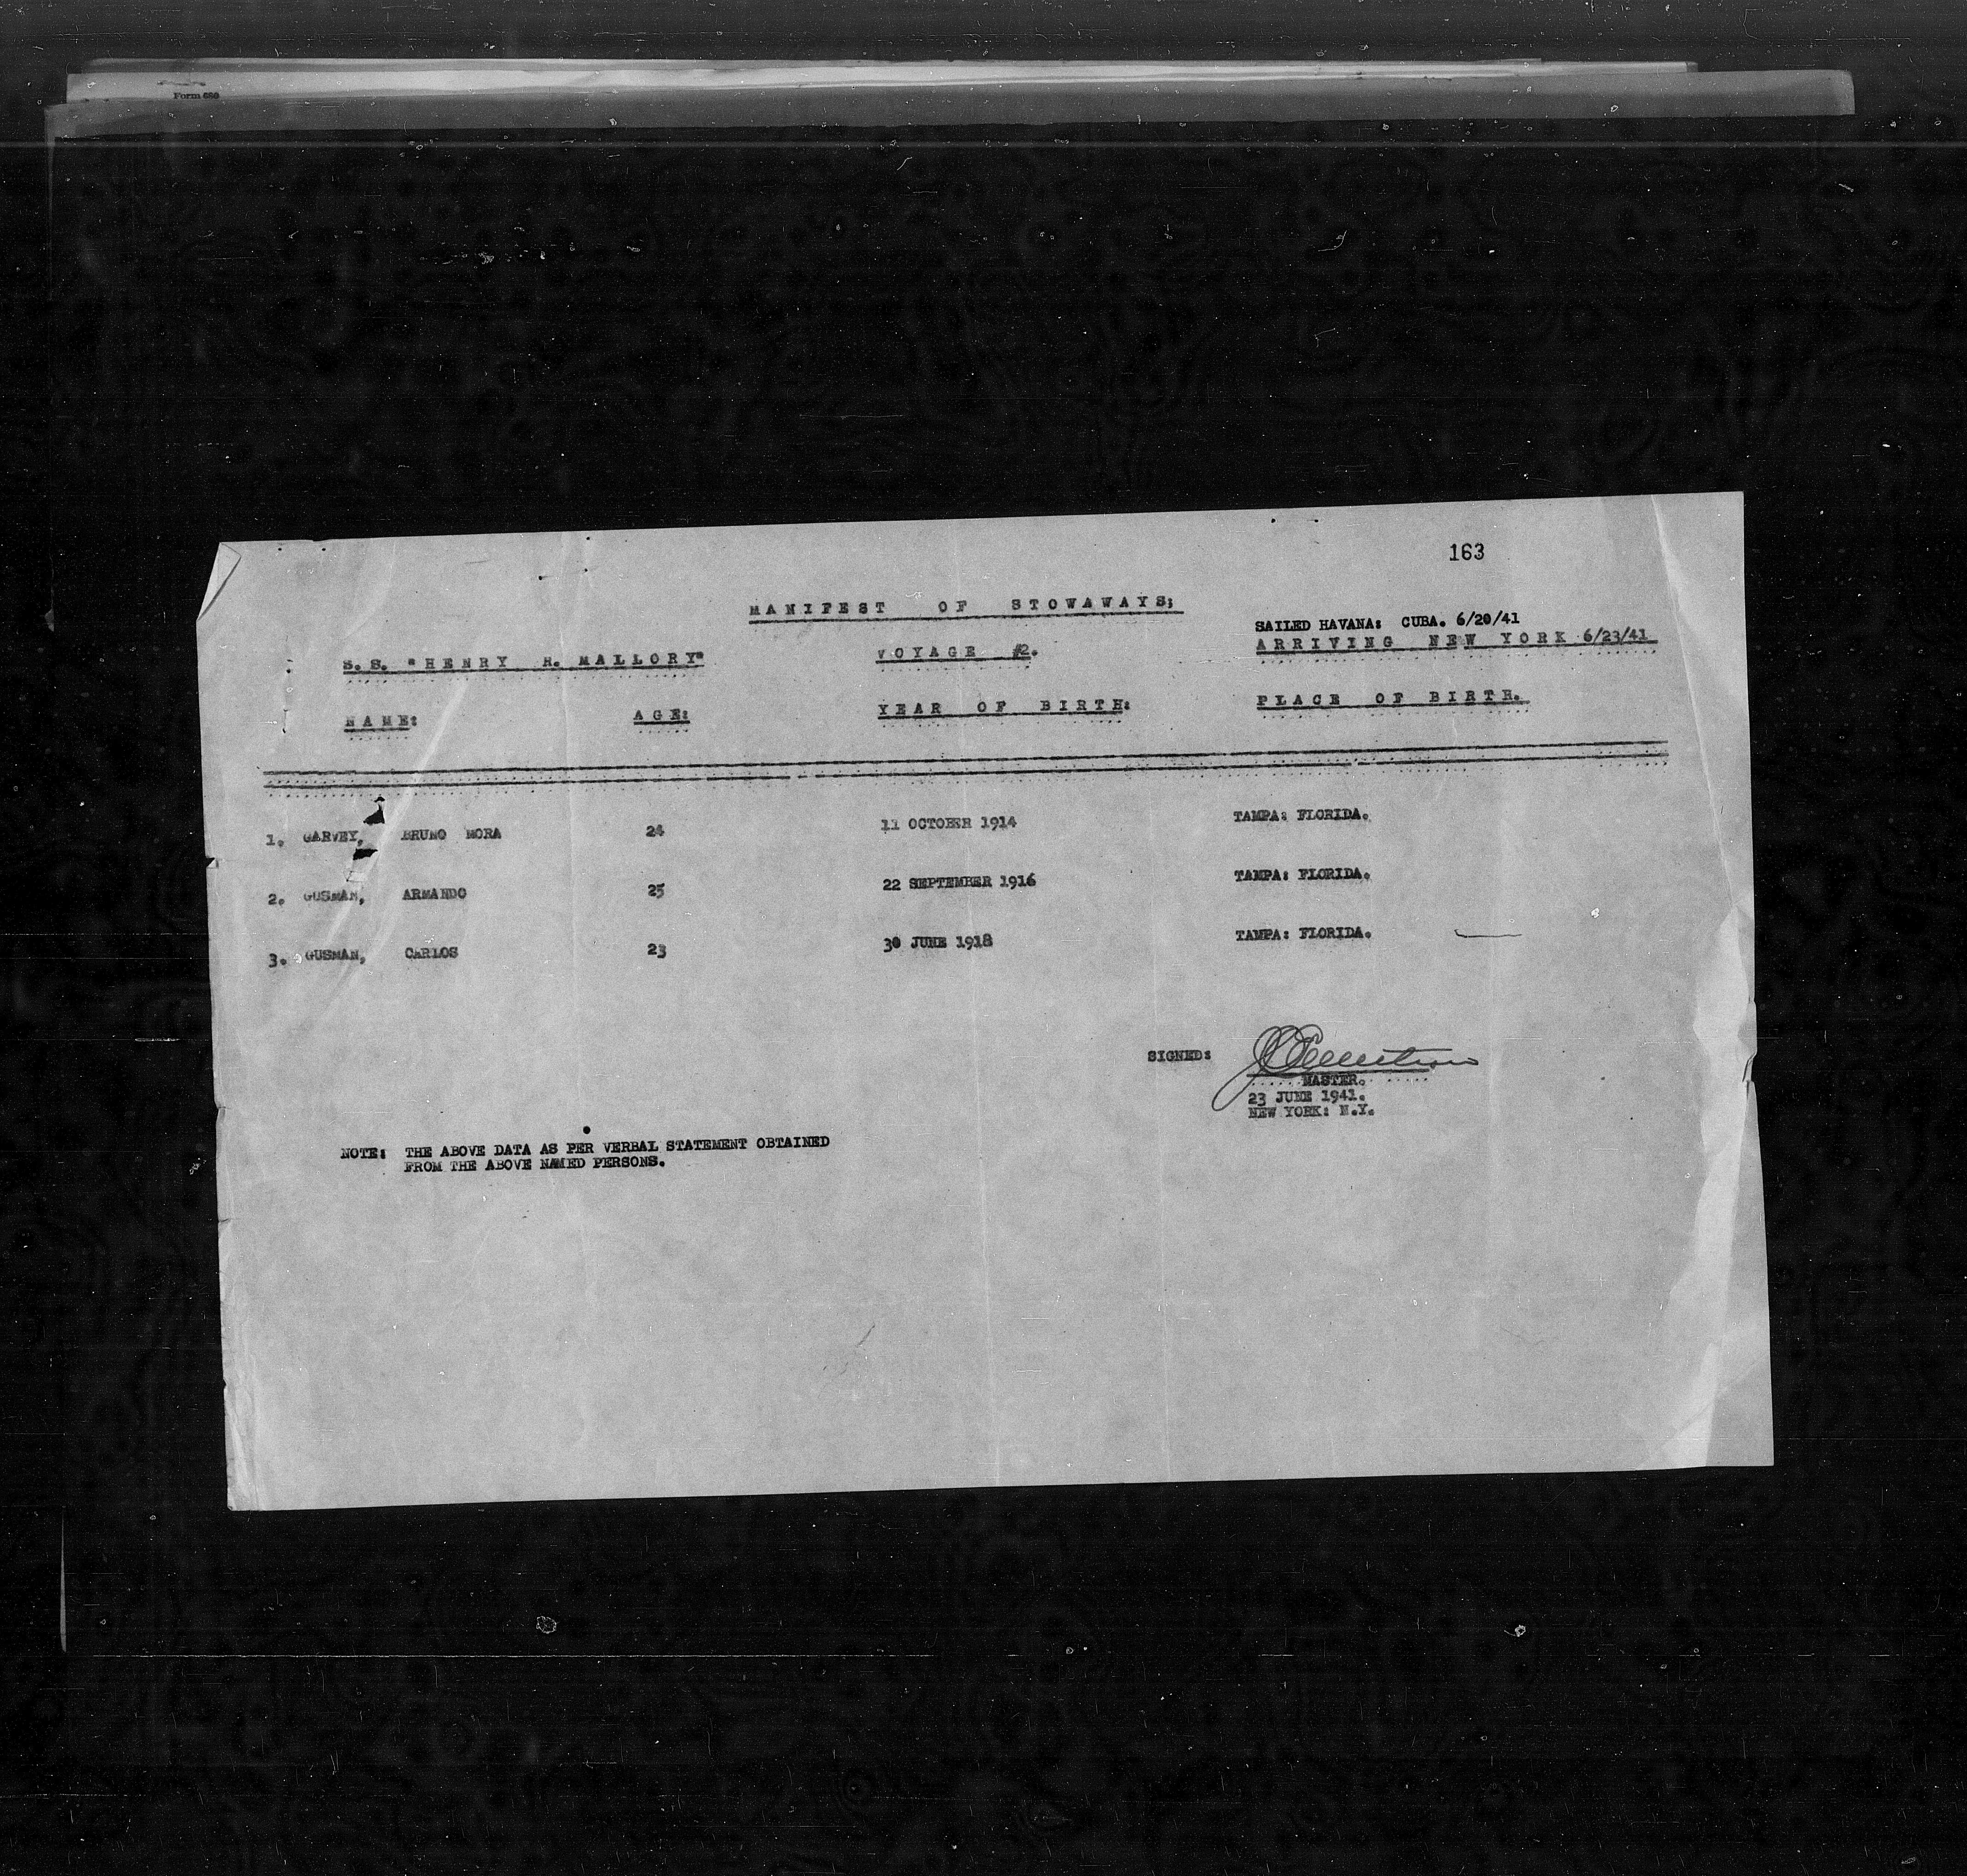 Form 680
163
MANIFEST OF STOWAWAYS;
SAILED HAVANA: CUBA. 6/20/41
S. S. "HENRY R. MALLORY" VOYAGE #2. ARRIVING NEW YORK 6/23/41
NAME: AGE: YEAR OF BIRTH: PLACE OF BIRTH.
1. GARVEY, BRUNO MORA 24 11 OCTOBER 1914 TAMPA: FLORIDA.
2. GUSMAN, ARMANDO 25 22 SEPTEMBER 1916 TAMPA: FLORIDA.
3. GUSMAN, CARLOS 23 30 JUNE 1918 TAMPA: FLORIDA.
SIGNED:
MASTER.
23 JUNE 1941.
NEW YORK: N.Y.
NOTE: THE ABOVE DATA AS PER VERBAL STATEMENT OBTAINED
FROM THE ABOVE NAMED PERSONS.